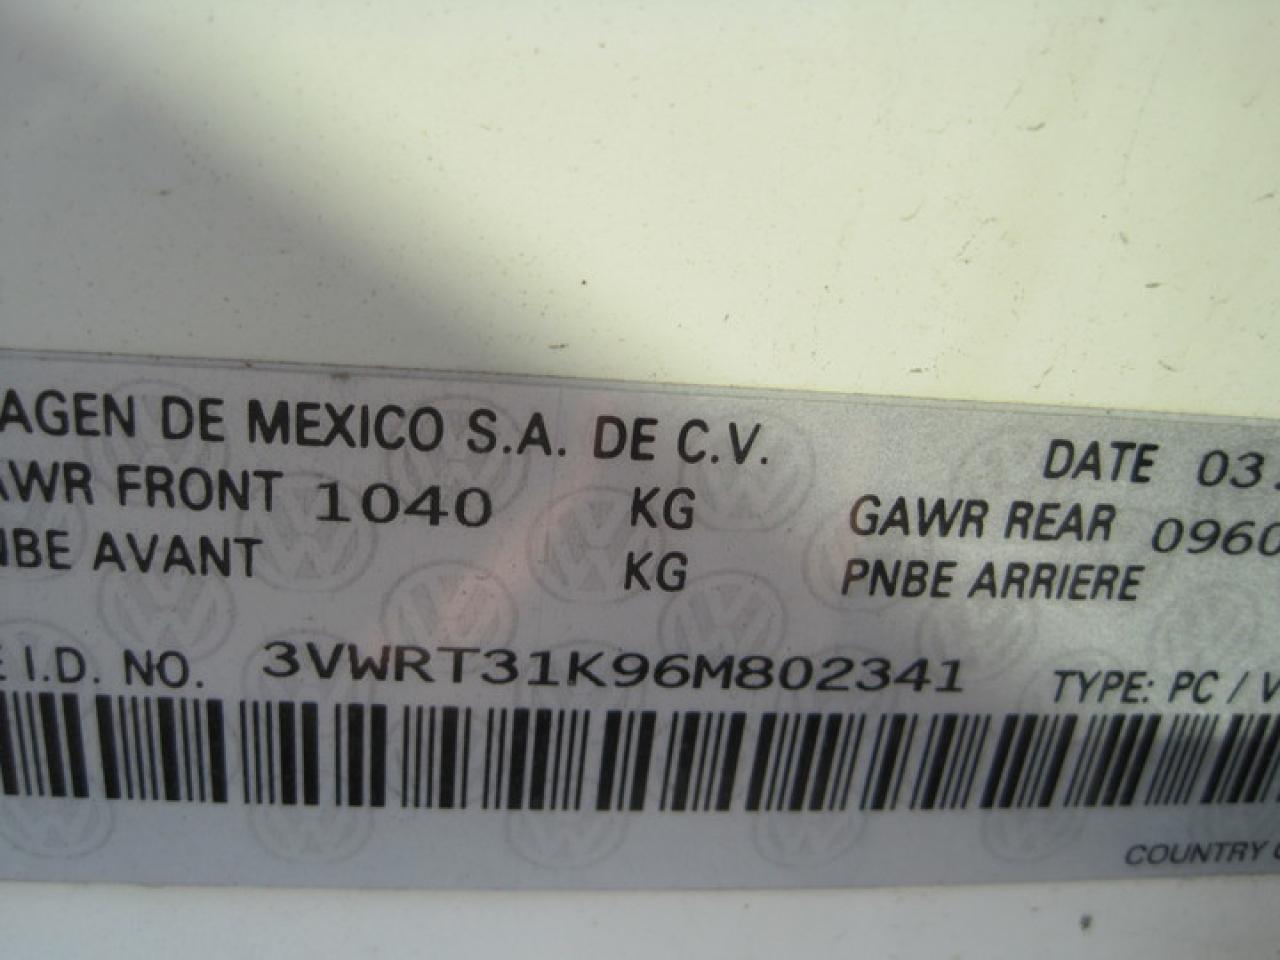 AGEN DE MEXICO S.A. DE C.V. DATE 03
AWR FRONT 1040 KG GAWR REAR 0960
NBE AVANT KG PNBE ARRIERE
E I.D. NO. 3VWRT31K96M802341 TYPE: PC / V
COUNTRY